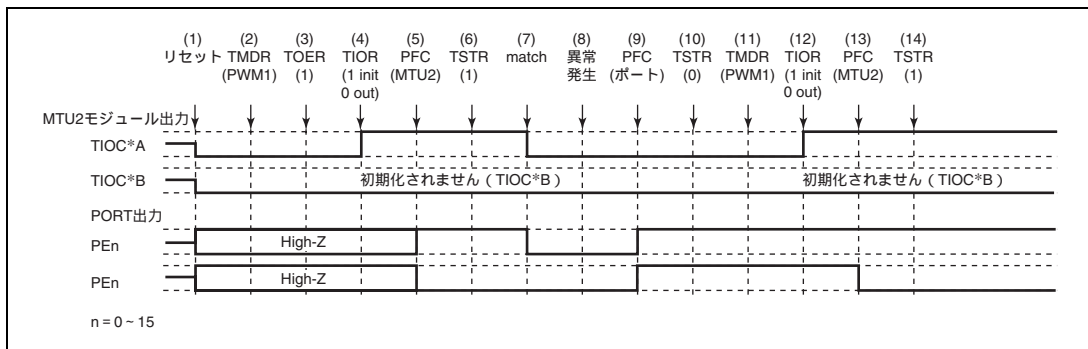 (1) (2) (3) (4) (5) (6) (7) (8) (9) (10) (11) (12) (13) (14)
リセット TMDR TOER TIOR PFC TSTR match 異常 PFC TSTR TMDR TIOR PFC TSTR
(PWM1) (1) (1 init (MTU2) (1) 発生 (ポート) (0) (PWM1) (1 init (MTU2) (1)
0 out) 0 out)
MTU2モジュール出力
TIOC*A
TIOC*B 初期化されません(TIOC*B) 初期化されません(TIOC*B)
PORT出力
PEn High-Z
PEn High-Z
n = 0 ~ 15